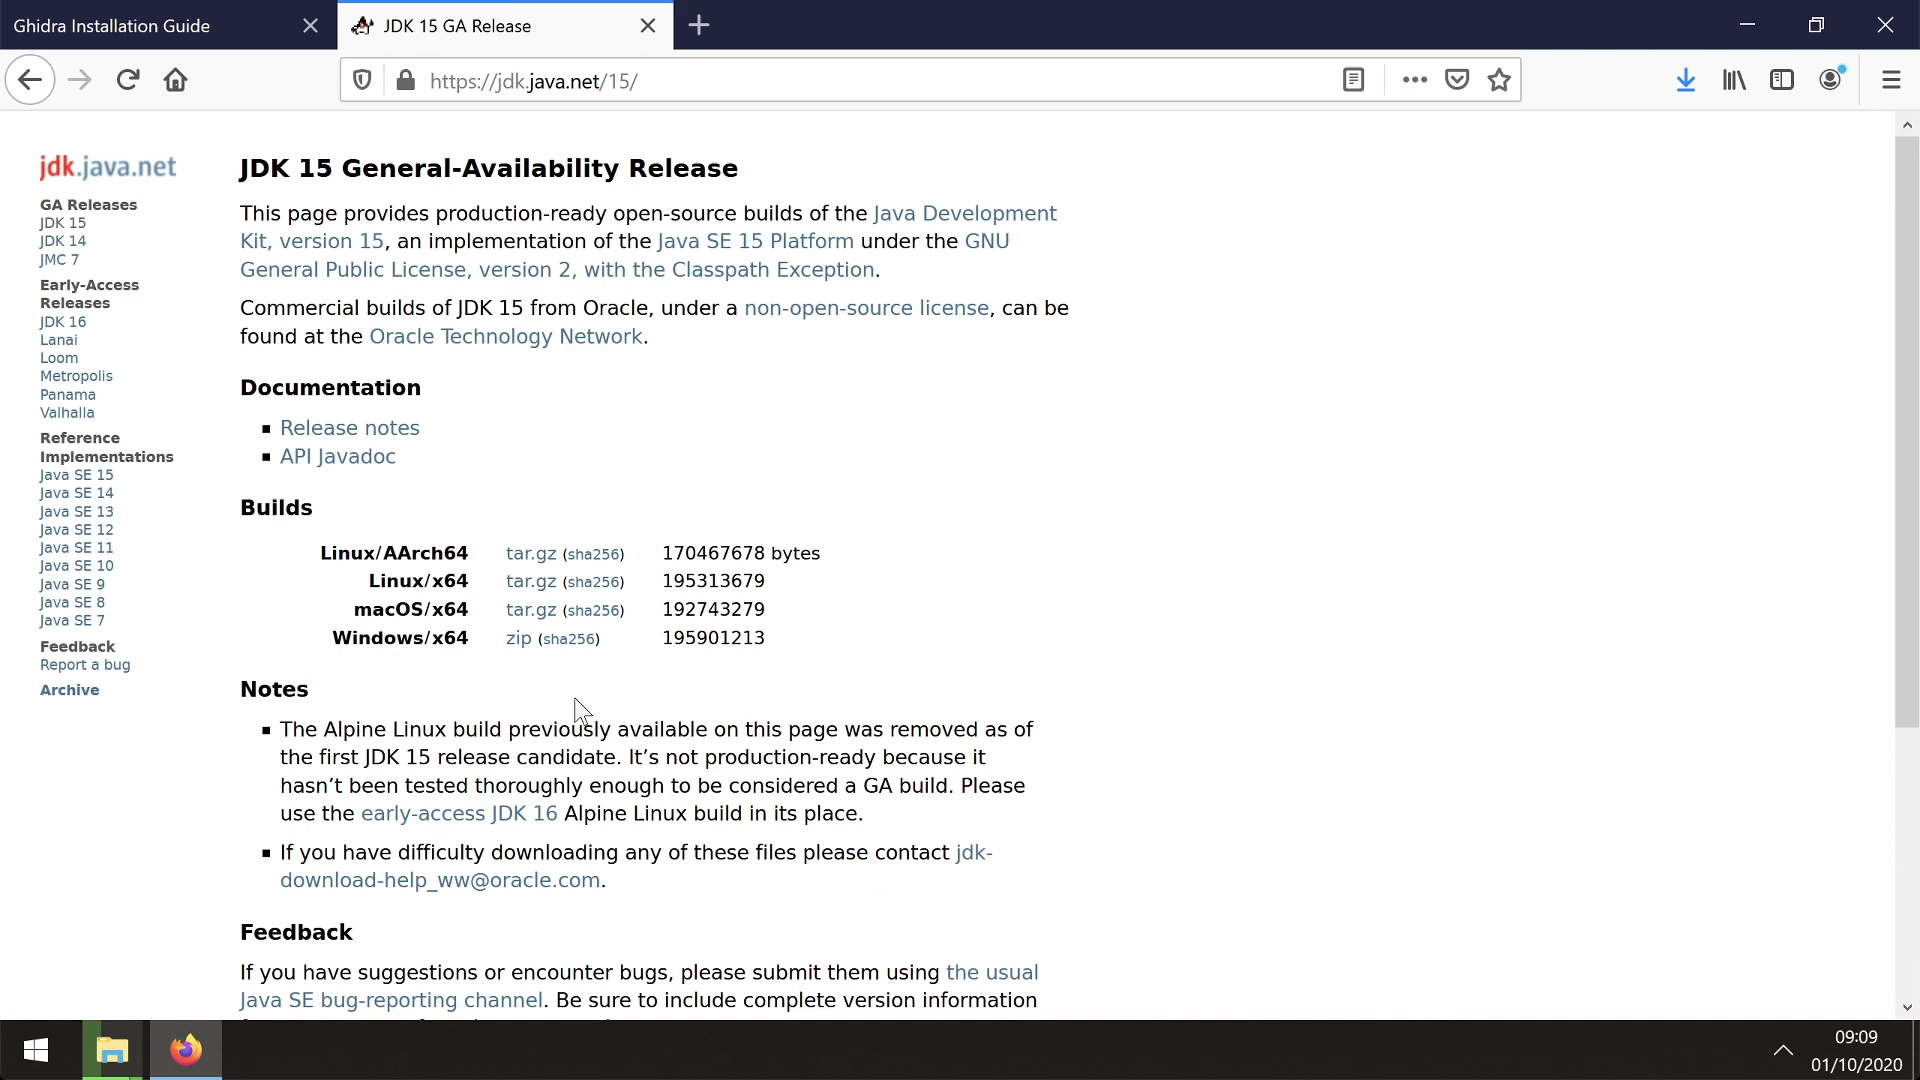 Ghidra Installation Guide
JDK 15 GA Release
https://jdk.java.net/15/
jdk.java.net
GA Releases
JDK 15
JDK 14
JMC 7
Early-Access
Releases
JDK 16
Lanai
Loom
Metropolis
Panama
Valhalla
Reference
Implementations
Java SE 15
Java SE 14
Java SE 13
Java SE 12
Java SE 11
Java SE 10
Java SE 9
Java SE 8
Java SE 7
Feedback
Report a bug
Archive
JDK 15 General-Availability Release
This page provides production-ready open-source builds of the Java Development
Kit, version 15, an implementation of the Java SE 15 Platform under the GNU
General Public License, version 2, with the Classpath Exception.
Commercial builds of JDK 15 from Oracle, under a non-open-source license, can be
found at the Oracle Technology Network.
Documentation
Release notes
API Javadoc
Builds
Linux/AArch64 tar.gz (sha256) 170467678 bytes
Linux/x64 tar.gz (sha256) 195313679
macOS/x64 tar.gz (sha256) 192743279
Windows/x64 zip (sha256) 195901213
Notes
The Alpine Linux build previously available on this page was removed as of
the first JDK 15 release candidate. It’s not production-ready because it
hasn’t been tested thoroughly enough to be considered a GA build. Please
use the early-access JDK 16 Alpine Linux build in its place.
If you have difficulty downloading any of these files please contact jdk-
download-help_ww@oracle.com.
Feedback
If you have suggestions or encounter bugs, please submit them using the usual
Java SE bug-reporting channel. Be sure to include complete version information
09:09
01/10/2020